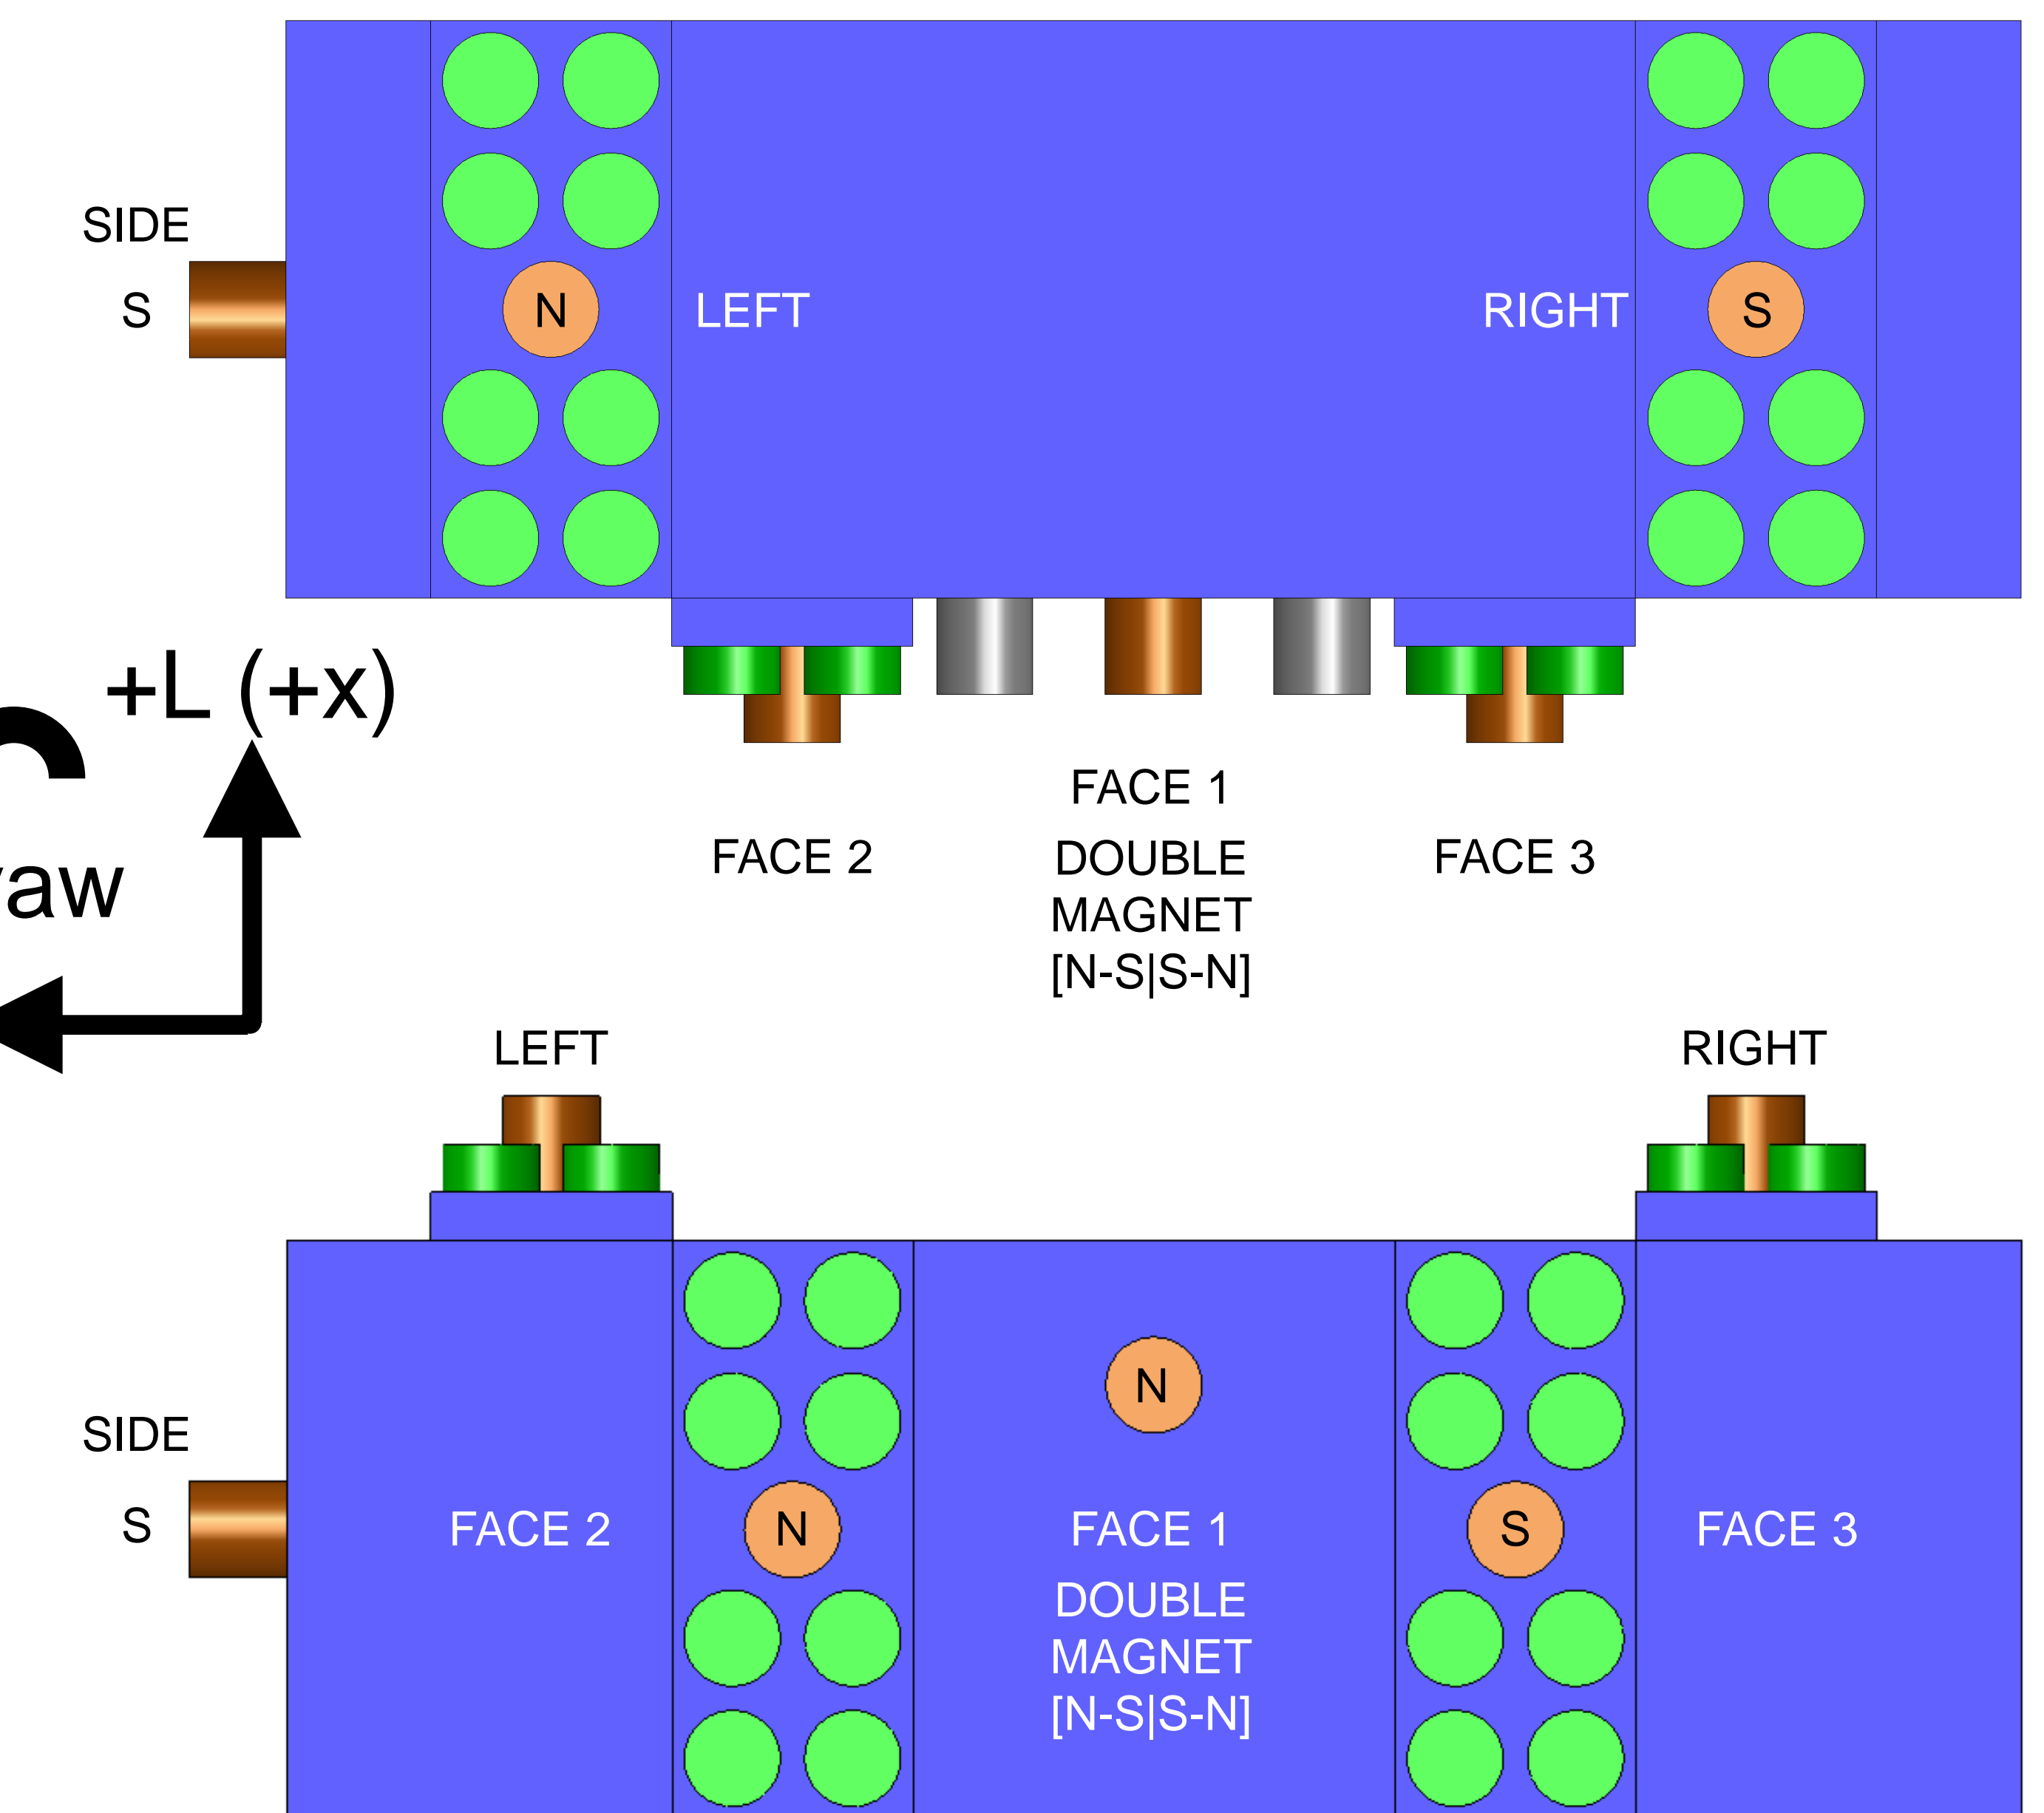 SIDE
S
N
LEFT
RIGHT
S
+L (+x)
FACE 1
FACE 2
DOUBLE
FACE 3
MAGNET
[N-S|S-N]
LEFT
RIGHT
N
SIDE
S
FACE 2
N
FACE 1
S
FACE 3
DOUBLE
MAGNET
[N-S|S-N]